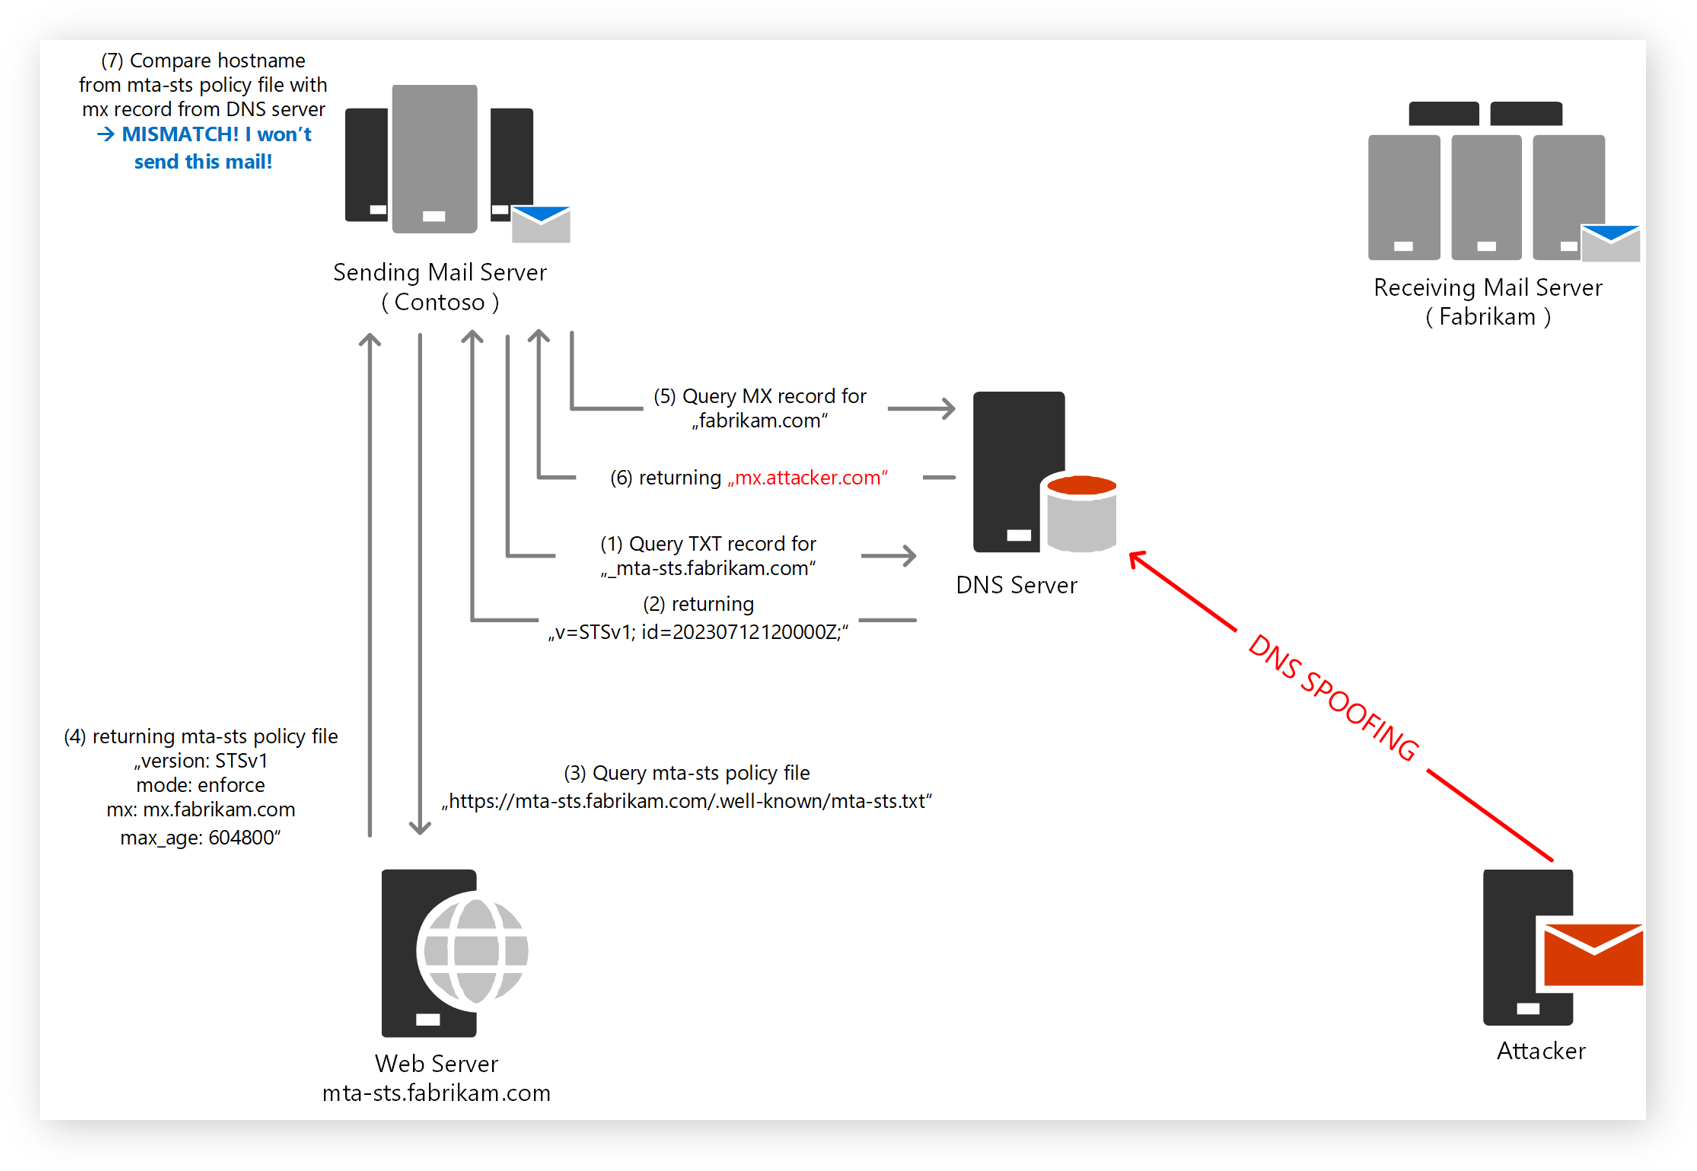 (7) Compare hostname
from mta-sts policy file with
mx record from DNS server
→ MISMATCH! I won’t
send this mail!
Sending Mail Server
( Contoso )
Receiving Mail Server
( Fabrikam )
(5) Query MX record for
„fabrikam.com“
(6) returning „mx.attacker.com“
(1) Query TXT record for
„_mta-sts.fabrikam.com“
(2) returning
„v=STSv1; id=20230712120000Z;“
DNS Server
DNS SPOOFING
(4) returning mta-sts policy file
„version: STSv1
mode: enforce
mx: mx.fabrikam.com
max_age: 604800“
(3) Query mta-sts policy file
„https://mta-sts.fabrikam.com/.well-known/mta-sts.txt“
Web Server
mta-sts.fabrikam.com
Attacker